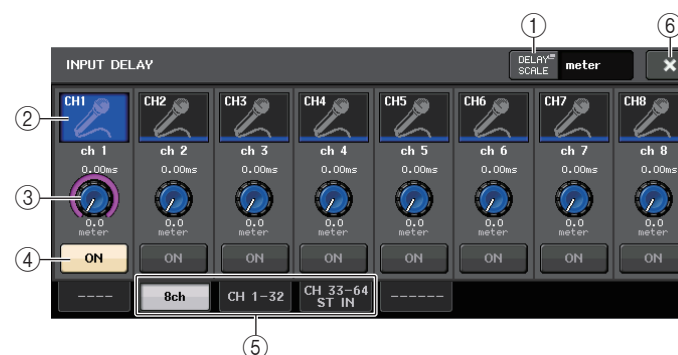 ① ⑥
INPUT DELAY
DELAY SCALE meter ×
②
CH1 CH2 CH3 CH4 CH5 CH6 CH7 CH8
ch 1 ch 2 ch 3 ch 4 ch 5 ch 6 ch 7 ch 8
0.00ms 0.00ms 0.00ms 0.00ms 0.00ms 0.00ms 0.00ms 0.00ms
③
0.0 0.0 0.0 0.0 0.0 0.0 0.0 0.0
meter meter meter meter meter meter meter meter
④ ON ON ON ON ON ON ON ON
---- 8ch CH 1-32 CH 33-64 ST IN ------
⑤